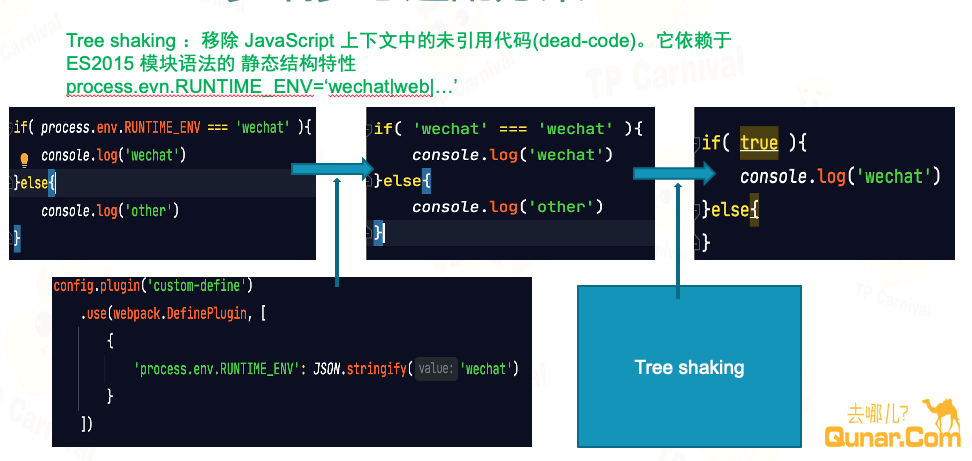 Tree shaking ：移除 JavaScript 上下文中的未引用代码(dead-code)。它依赖于
ES2015 模块语法的 静态结构特性
process.evn.RUNTIME_ENV=‘wechat|web|…’
if( process.env.RUNTIME_ENV === 'wechat' ){
console.log('wechat')
}else{
console.log('other')
}
if( 'wechat' === 'wechat' ){
console.log('wechat')
}else{
console.log('other')
}
if( true ){
console.log('wechat')
}else{
}
config.plugin('custom-define')
.use(webpack.DefinePlugin, [
{
'process.env.RUNTIME_ENV': JSON.stringify( value: 'wechat')
}
])
Tree shaking
去哪儿?
Qunar.Com
TP Carnival
TP Carnival